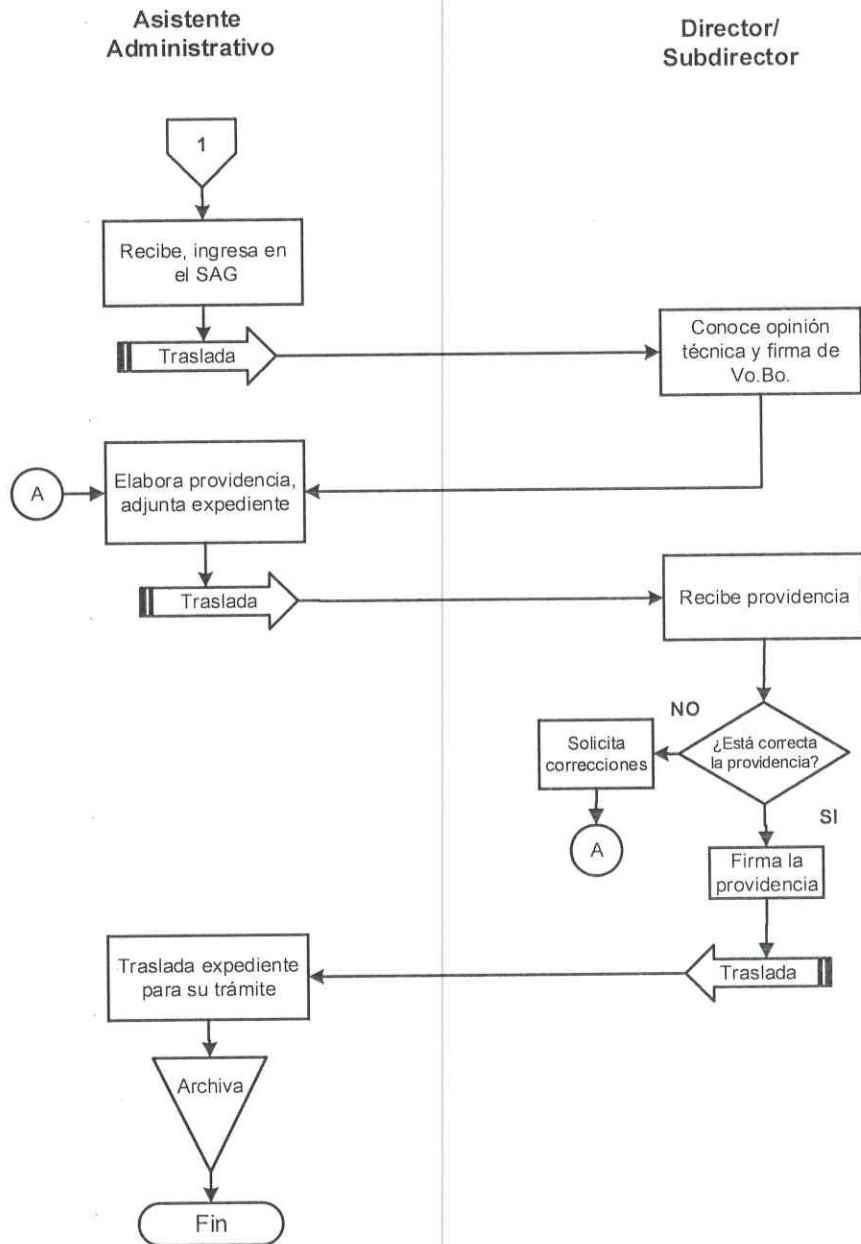 Asistente
Administrativo
Director/
Subdirector
1
Recibe, ingresa en
el SAG
Traslada
Conoce opinión
técnica y firma de
Vo.Bo.
A
Elabora providencia,
adjunta expediente
Traslada
Recibe providencia
NO
¿Está correcta
la providencia?
Solicita
correcciones
A
SI
Firma la
providencia
Traslada
Traslada expediente
para su trámite
Archiva
Fin